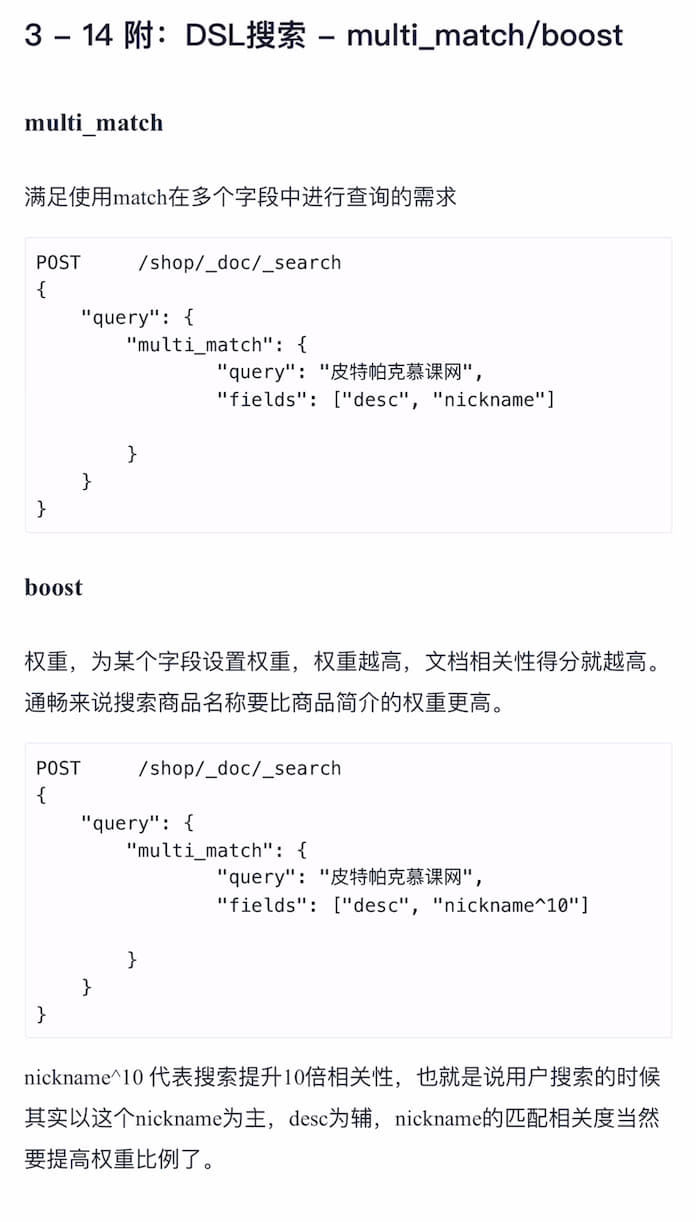 3 – 14 附：DSL搜索 – multi_match/boost
multi_match
满足使用match在多个字段中进行查询的需求
POST     /shop/_doc/_search
{
    "query": {
        "multi_match": {
                "query": "皮特帕克慕课网",
                "fields": ["desc", "nickname"]
        }
    }
}
boost
权重，为某个字段设置权重，权重越高，文档相关性得分就越高。
通畅来说搜索商品名称要比商品简介的权重更高。
POST     /shop/_doc/_search
{
    "query": {
        "multi_match": {
                "query": "皮特帕克慕课网",
                "fields": ["desc", "nickname^10"]
        }
    }
}
nickname^10 代表搜索提升10倍相关性，也就是说用户搜索的时候
其实以这个nickname为主，desc为辅，nickname的匹配相关度当然
要提高权重比例了。